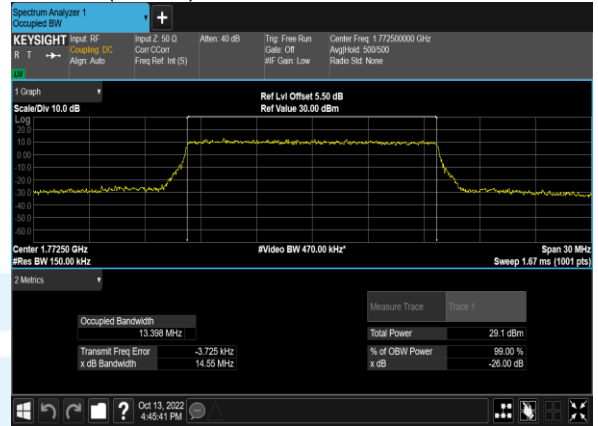 Spectrum Analyzer 1
Occupied BW
+
KEYSIGHT Input: RF Input Z: 50 Ω Atten: 40 dB Trig: Free Run Center Freq: 1.772500000 GHz
R T Coupling: DC Corr CCorr Gate: Off Avg|Hold: 500/500
Align: Auto Freq Ref: Int (S) #IF Gain: Low Radio Std: None
LVI
1 Graph
Ref Lvl Offset 5.50 dB
Scale/Div 10.0 dB Ref Value 30.00 dBm
Log
20.0
10.0
0.00
-10.0
-20.0
-30.0
-40.0
-50.0
-60.0
Center 1.77250 GHz #Video BW 470.00 kHz* Span 30 MHz
#Res BW 150.00 kHz Sweep 1.67 ms (1001 pts)
2 Metrics
Measure Trace Trace 1
Occupied Bandwidth
13.398 MHz Total Power 29.1 dBm
Transmit Freq Error -3.725 kHz % of OBW Power 99.00 %
x dB Bandwidth 14.55 MHz x dB -26.00 dB
? Oct 13, 2022
4:45:41 PM